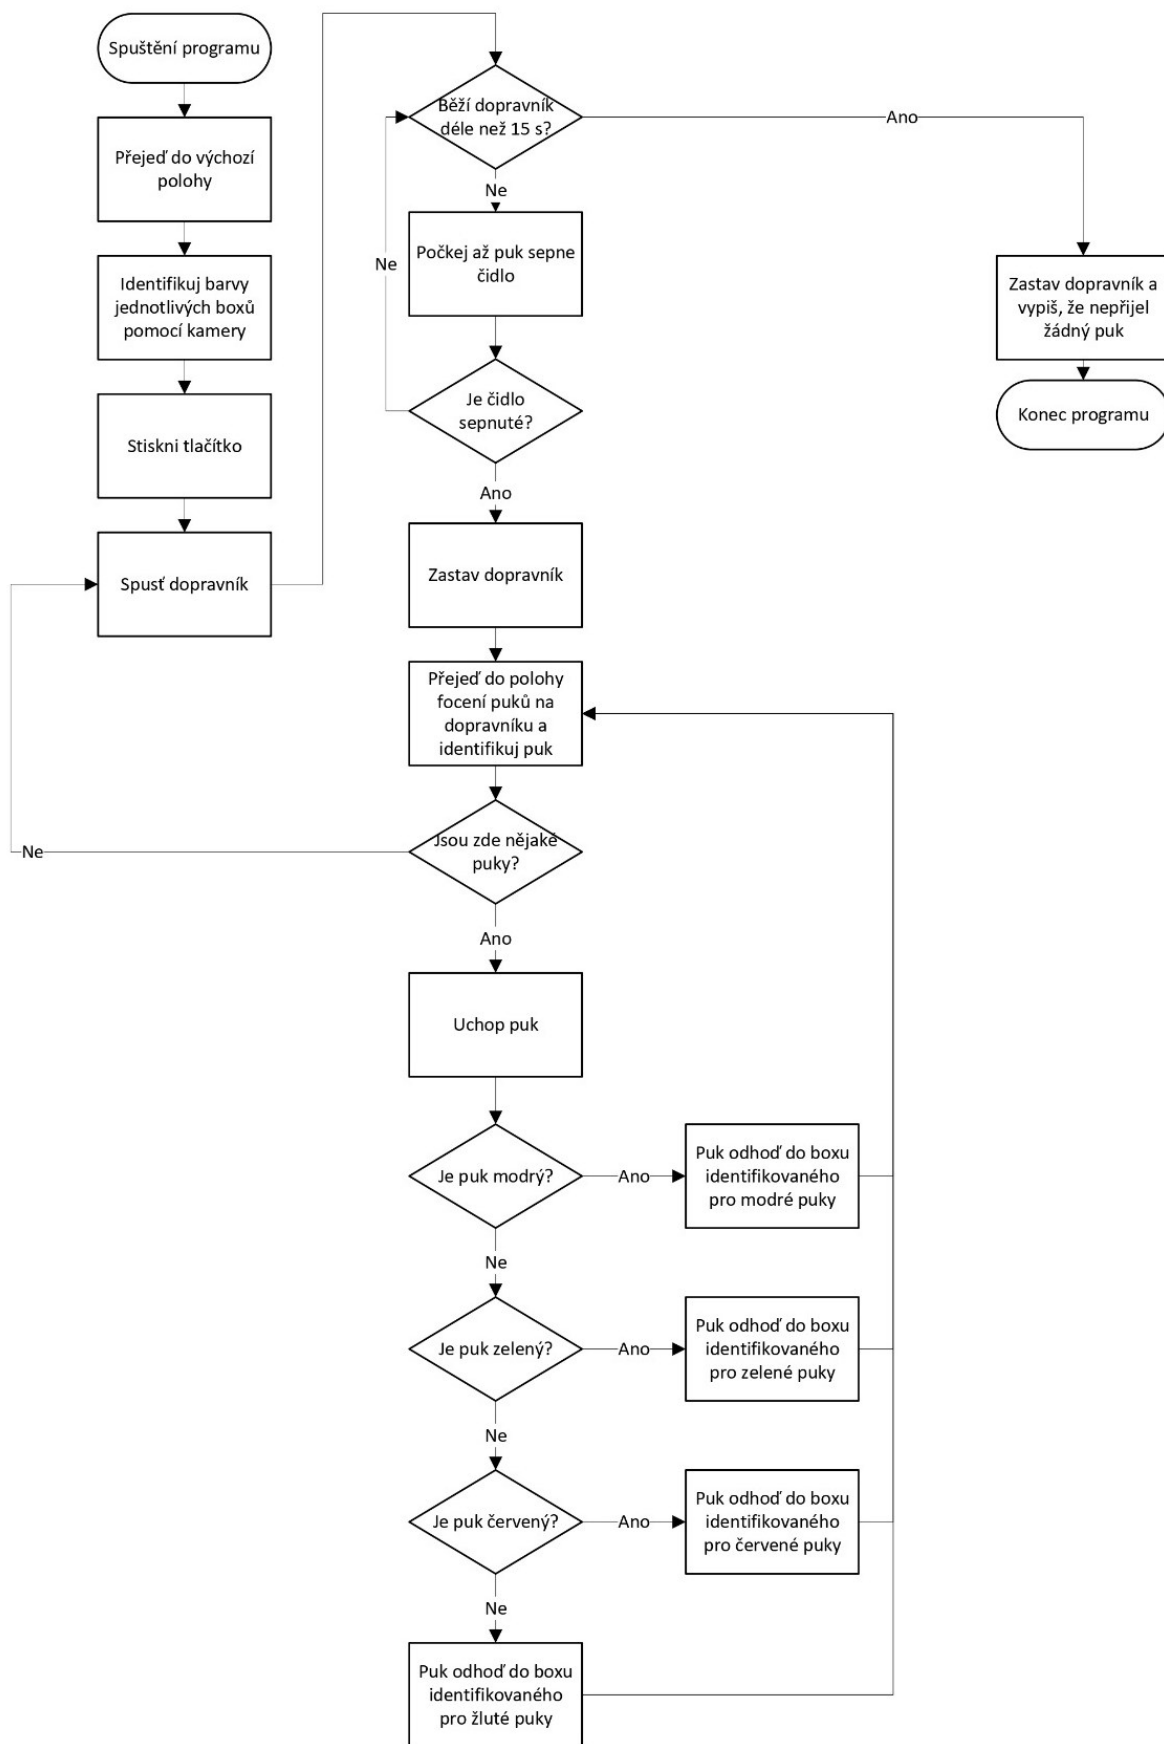 Spuštění programu
Přejeď do výchozí
polohy
Identifikuj barvy
jednotlivých boxů
pomocí kamery
Stiskni tlačítko
Spusť dopravník
Běží dopravník
déle než 15 s?
Ano
Ne
Počkej až puk sepne
čidlo
Ne
Je čidlo
sepnuté?
Zastav dopravník a
vypiš, že nepřijel
žádný puk
Konec programu
Ano
Zastav dopravník
Přejeď do polohy
focení puků na
dopravníku a
identifikuj puk
Jsou zde nějaké
puky?
Ne
Ano
Uchop puk
Je puk modrý?
Ano
Puk odhoď do boxu
identifikovaného
pro modré puky
Ne
Je puk zelený?
Ano
Puk odhoď do boxu
identifikovaného
pro zelené puky
Ne
Je puk červený?
Ano
Puk odhoď do boxu
identifikovaného
pro červené puky
Ne
Puk odhoď do boxu
identifikovaného
pro žluté puky